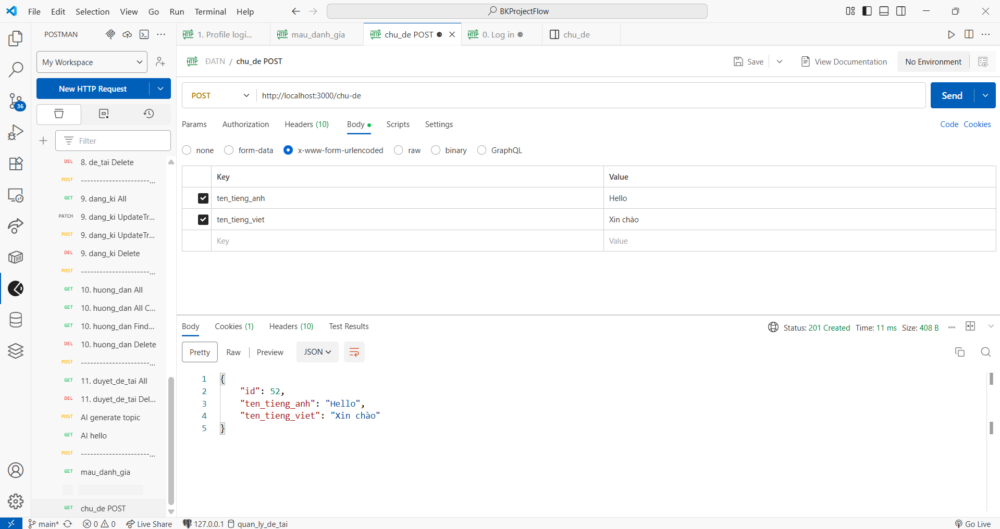 File Edit Selection View Go Run Terminal Help
BKProjectFlow
POSTMAN
HTTP 1. Profile logi...
HTTP mau_danh_gia
HTTP chu_de POST
HTTP 0. Log in
chu_de
My Workspace
HTTP ĐATN / chu_de POST
Save
View Documentation
No Environment
New HTTP Request
POST
http://localhost:3000/chu-de
Send
36
Params Authorization Headers (10) Body Scripts Settings
Code Cookies
Filter
none form-data x-www-form-urlencoded raw binary GraphQL
Key Value
ten_tieng_anh Hello
ten_tieng_viet Xin chào
Key Value
DEL 8. de_tai Delete
POST ----------------------...
GET 9. dang_ki All
PATCH 9. dang_ki UpdateTr...
POST 9. dang_ki UpdateTr...
DEL 9. dang_ki Delete
POST ----------------------...
GET 10. huong_dan All
GET 10. huong_dan All C...
GET 10. huong_dan Find...
DEL 10. huong_dan Delete
POST ----------------------...
GET 11. duyet_de_tai All
DEL 11. duyet_de_tai Del...
POST AI generate topic
GET AI hello
POST ----------------------...
GET mau_danh_gia
GET chu_de POST
Body Cookies (1) Headers (10) Test Results
Status: 201 Created Time: 11 ms Size: 408 B
Pretty Raw Preview JSON
1 {
2 "id": 52,
3 "ten_tieng_anh": "Hello",
4 "ten_tieng_viet": "Xin chào"
5 }
main* 0 0 Live Share 127.0.0.1 quan_ly_de_tai
Go Live